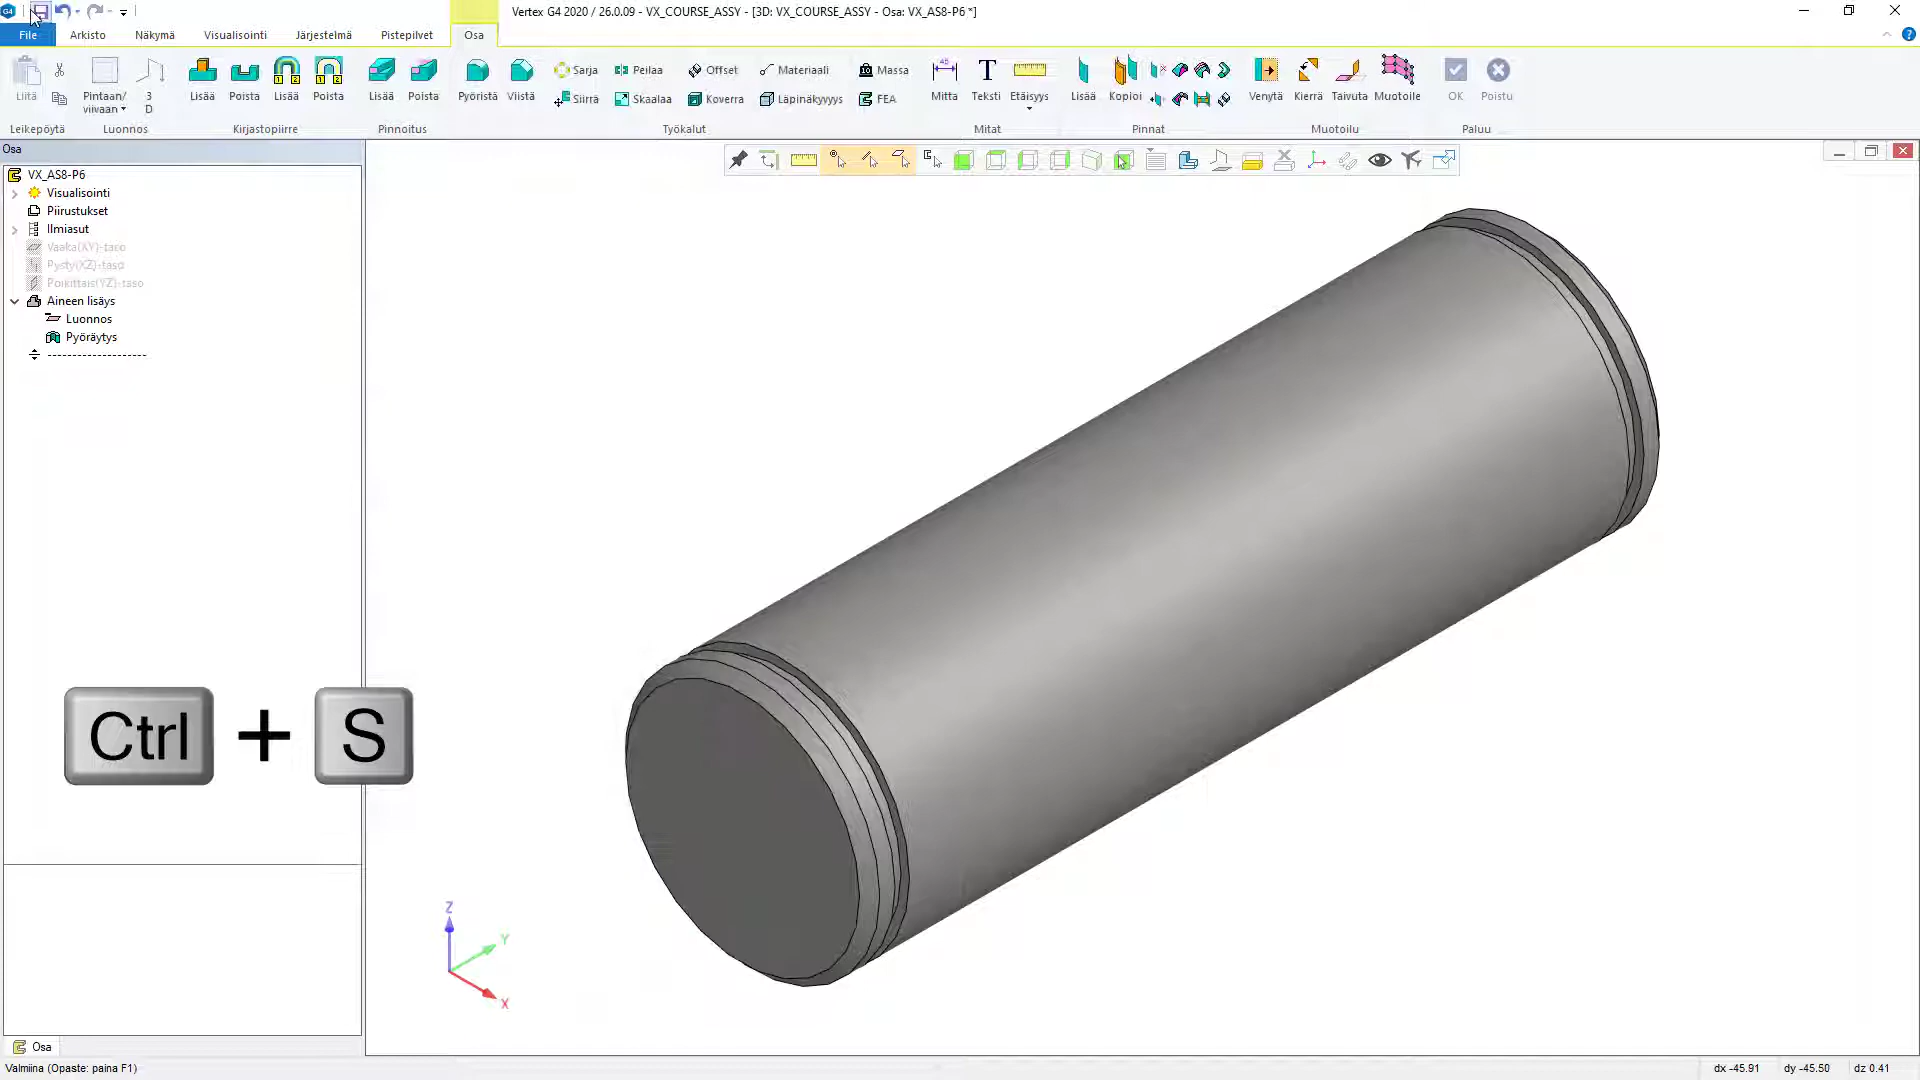 Vertex G4 2020 / 26.0.09 - VX_COURSE_ASSY - [3D: VX_COURSE_ASSY - Osa: VX_AS8-P6 *]
File Arkisto Näkymä Visualisointi Järjestelmä Pistepilvet Osa
Liitä Pintaan/ viivaan 3 D Lisää Poista Lisää Poista Lisää Poista Pyöristä Viistä
Sarja Peilaa Offset Materiaali Massa
Siirrä Skaalaa Koverra Läpinäkyvyys FEA
Mitta Teksti Etäisyys Lisää Kopioi Venytä Kierrä Taivuta Muotoile OK Poistu
Leikepöytä Luonnos Kirjastopiirre Pinnoitus Työkalut Mitat Pinnat Muotoilu Paluu
Osa
VX_AS8-P6
Visualisointi
Piirustukset
Ilmiasut
Vaaka(XY)-taso
Pysty(XZ)-taso
Poikittais(YZ)-taso
Aineen lisäys
Luonnos
Pyöräytys
Ctrl + S
Z
Y
X
Osa
Valmiina (Opaste: paina F1)
dx -45.91 dy -45.50 dz 0.41